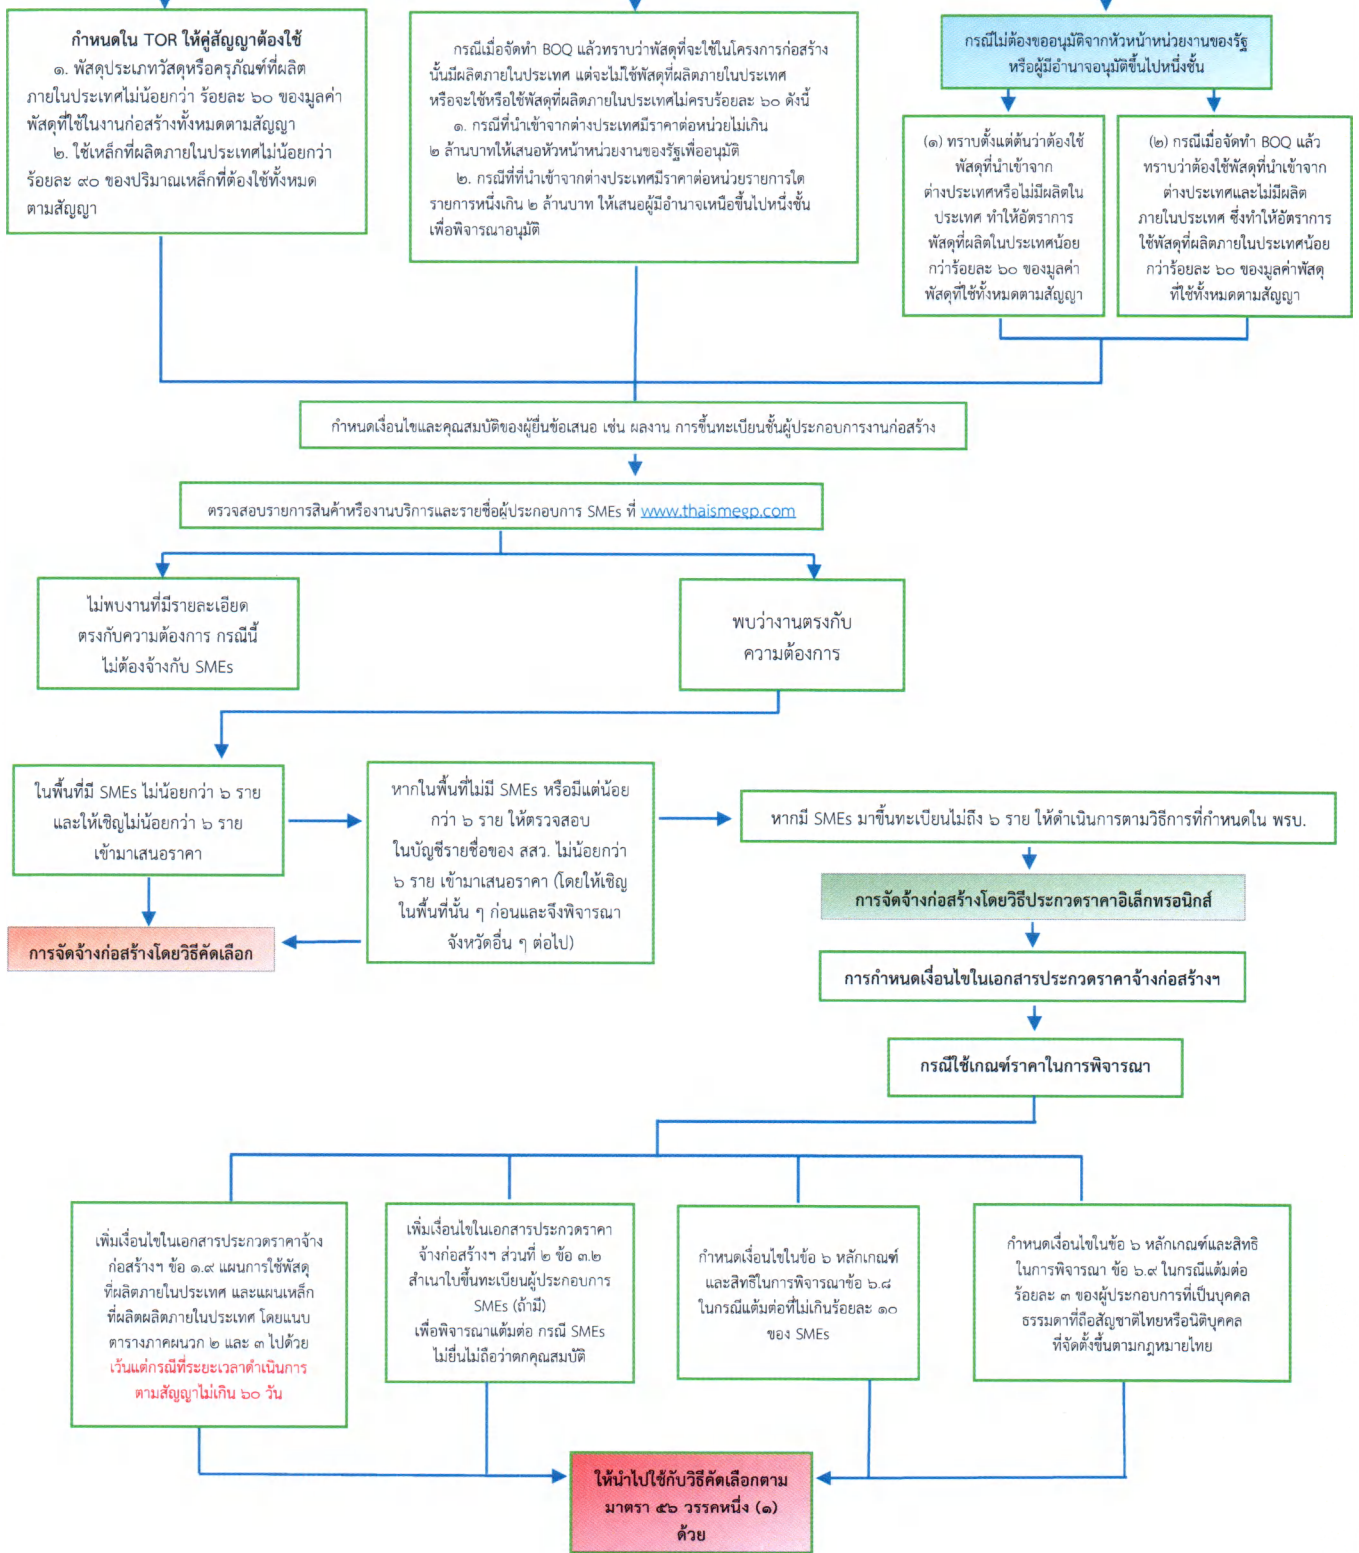 กำหนดใน TOR ให้คู่สัญญาต้องใช้
๑. พัสดุประเภทวัสดุหรือครุภัณฑ์ที่ผลิต
ภายในประเทศไม่น้อยกว่า ร้อยละ ๖๐ ของมูลค่า
พัสดุที่ใช้ในงานก่อสร้างทั้งหมดตามสัญญา
๒. ใช้เหล็กที่ผลิตภายในประเทศไม่น้อยกว่า
ร้อยละ ๙๐ ของปริมาณเหล็กที่ต้องใช้ทั้งหมด
ตามสัญญา
กรณีเมื่อจัดทำ BOQ แล้วทราบว่าพัสดุที่จะใช้ในโครงการก่อสร้าง
นั้นมีผลิตภายในประเทศ แต่จะไม่ใช้พัสดุที่ผลิตภายในประเทศ
หรือจะใช้หรือใช้พัสดุที่ผลิตภายในประเทศไม่ครบร้อยละ ๖๐ ดังนี้
๑. กรณีที่นำเข้าจากต่างประเทศมีราคาต่อหน่วยไม่เกิน
๒ ล้านบาทให้เสนอหัวหน้าหน่วยงานของรัฐเพื่ออนุมัติ
๒. กรณีที่ที่นำเข้าจากต่างประเทศมีราคาต่อหน่วยรายการใด
รายการหนึ่งเกิน ๒ ล้านบาท ให้เสนอผู้มีอำนาจเหนือขึ้นไปหนึ่งชั้น
เพื่อพิจารณาอนุมัติ
กรณีไม่ต้องขออนุมัติจากหัวหน้าหน่วยงานของรัฐ
หรือผู้มีอำนาจอนุมัติขึ้นไปหนึ่งชั้น
(๑) ทราบตั้งแต่ต้นว่าต้องใช้
พัสดุที่นำเข้าจาก
ต่างประเทศหรือไม่มีผลิตใน
ประเทศ ทำให้อัตราการ
พัสดุที่ผลิตในประเทศน้อย
กว่าร้อยละ ๖๐ ของมูลค่า
พัสดุที่ใช้ทั้งหมดตามสัญญา
(๒) กรณีเมื่อจัดทำ BOQ แล้ว
ทราบว่าต้องใช้พัสดุที่นำเข้าจาก
ต่างประเทศและไม่มีผลิต
ภายในประเทศ ซึ่งทำให้อัตราการ
ใช้พัสดุที่ผลิตภายในประเทศน้อย
กว่าร้อยละ ๖๐ ของมูลค่าพัสดุ
ที่ใช้ทั้งหมดตามสัญญา
กำหนดเงื่อนไขและคุณสมบัติของผู้ยื่นข้อเสนอ เช่น ผลงาน การขึ้นทะเบียนชั้นผู้ประกอบการงานก่อสร้าง
ตรวจสอบรายการสินค้าหรืองานบริการและรายชื่อผู้ประกอบการ SMEs ที่ www.thaismegp.com
ไม่พบงานที่มีรายละเอียด
ตรงกับความต้องการ กรณีนี้
ไม่ต้องจ้างกับ SMEs
พบว่างานตรงกับ
ความต้องการ
ในพื้นที่มี SMEs ไม่น้อยกว่า ๖ ราย
และให้เชิญไม่น้อยกว่า ๖ ราย
เข้ามาเสนอราคา
หากในพื้นที่ไม่มี SMEs หรือมีแต่น้อย
กว่า ๖ ราย ให้ตรวจสอบ
ในบัญชีรายชื่อของ สสว. ไม่น้อยกว่า
๖ ราย เข้ามาเสนอราคา (โดยให้เชิญ
ในพื้นที่นั้น ๆ ก่อนและจึงพิจารณา
จังหวัดอื่น ๆ ต่อไป)
หากมี SMEs มาขึ้นทะเบียนไม่ถึง ๖ ราย ให้ดำเนินการตามวิธีการที่กำหนดใน พรบ.
การจัดจ้างก่อสร้างโดยวิธีประกวดราคาอิเล็กทรอนิกส์
การจัดจ้างก่อสร้างโดยวิธีคัดเลือก
การกำหนดเงื่อนไขในเอกสารประกวดราคาจ้างก่อสร้างฯ
กรณีใช้เกณฑ์ราคาในการพิจารณา
เพิ่มเงื่อนไขในเอกสารประกวดราคาจ้าง
ก่อสร้างฯ ข้อ ๑.๙ แผนการใช้พัสดุ
ที่ผลิตภายในประเทศ และแผนเหล็ก
ที่ผลิตผลิตภายในประเทศ โดยแนบ
ตารางภาคผนวก ๒ และ ๓ ไปด้วย
เว้นแต่กรณีที่ระยะเวลาดำเนินการ
ตามสัญญาไม่เกิน ๖๐ วัน
เพิ่มเงื่อนไขในเอกสารประกวดราคา
จ้างก่อสร้างฯ ส่วนที่ ๒ ข้อ ๓.๒
สำเนาใบขึ้นทะเบียนผู้ประกอบการ
SMEs (ถ้ามี)
เพื่อพิจารณาแต้มต่อ กรณี SMEs
ไม่ยื่นไม่ถือว่าตกคุณสมบัติ
กำหนดเงื่อนไขในข้อ ๖ หลักเกณฑ์
และสิทธิในการพิจารณาข้อ ๖.๘
ในกรณีแต้มต่อที่ไม่เกินร้อยละ ๑๐
ของ SMEs
กำหนดเงื่อนไขในข้อ ๖ หลักเกณฑ์และสิทธิ
ในการพิจารณา ข้อ ๖.๙ ในกรณีแต้มต่อ
ร้อยละ ๓ ของผู้ประกอบการที่เป็นบุคคล
ธรรมดาที่ถือสัญชาติไทยหรือนิติบุคคล
ที่จัดตั้งขึ้นตามกฎหมายไทย
ให้นำไปใช้กับวิธีคัดเลือกตาม
มาตรา ๕๖ วรรคหนึ่ง (๑)
ด้วย